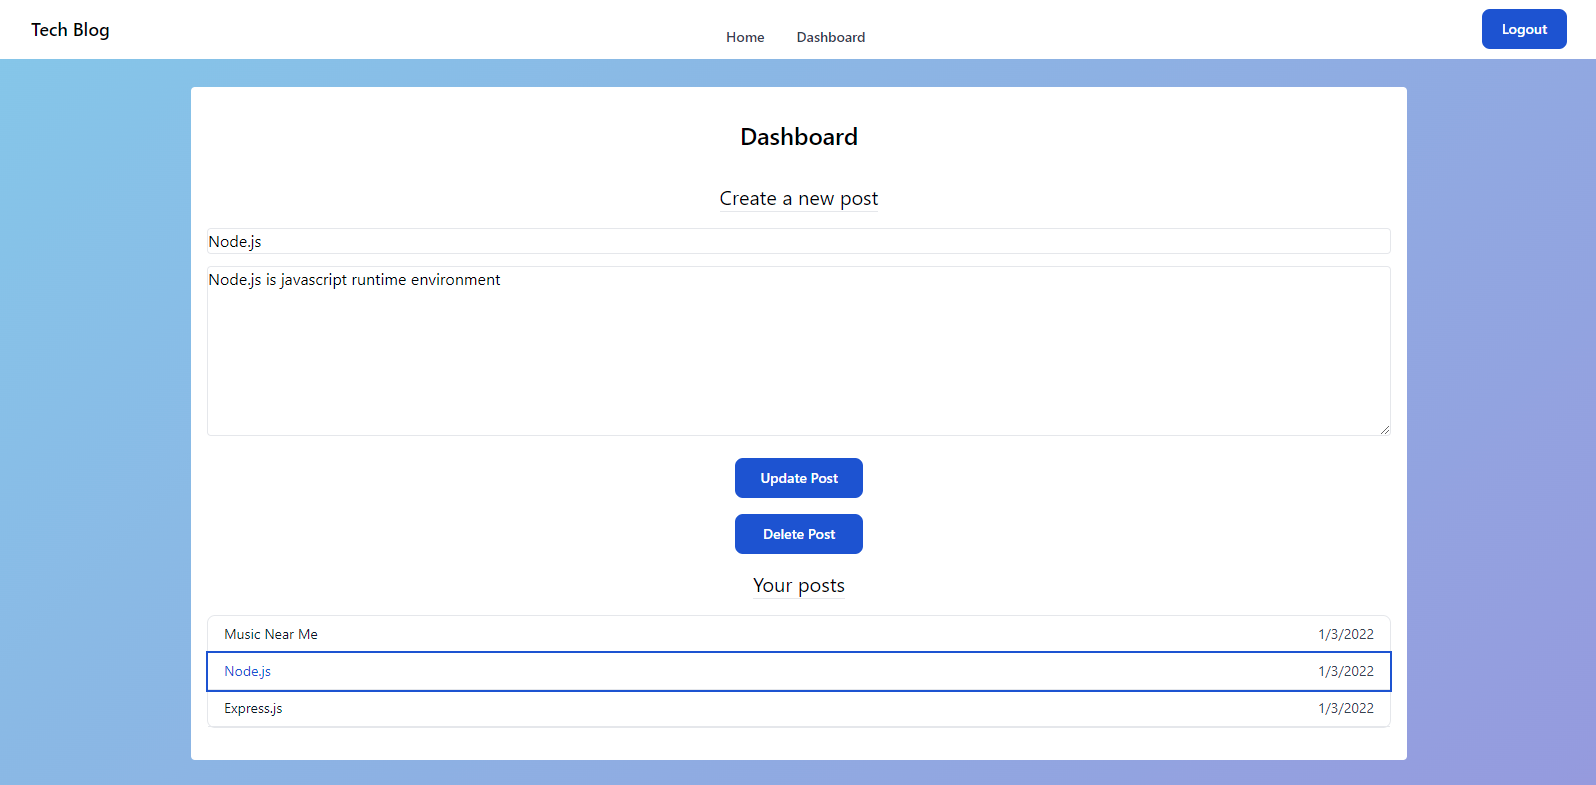 Tech Blog
Home Dashboard
Logout
Dashboard
Create a new post
Node.js
Node.js is javascript runtime environment
Update Post
Delete Post
Your posts
Music Near Me 1/3/2022
Node.js 1/3/2022
Express.js 1/3/2022